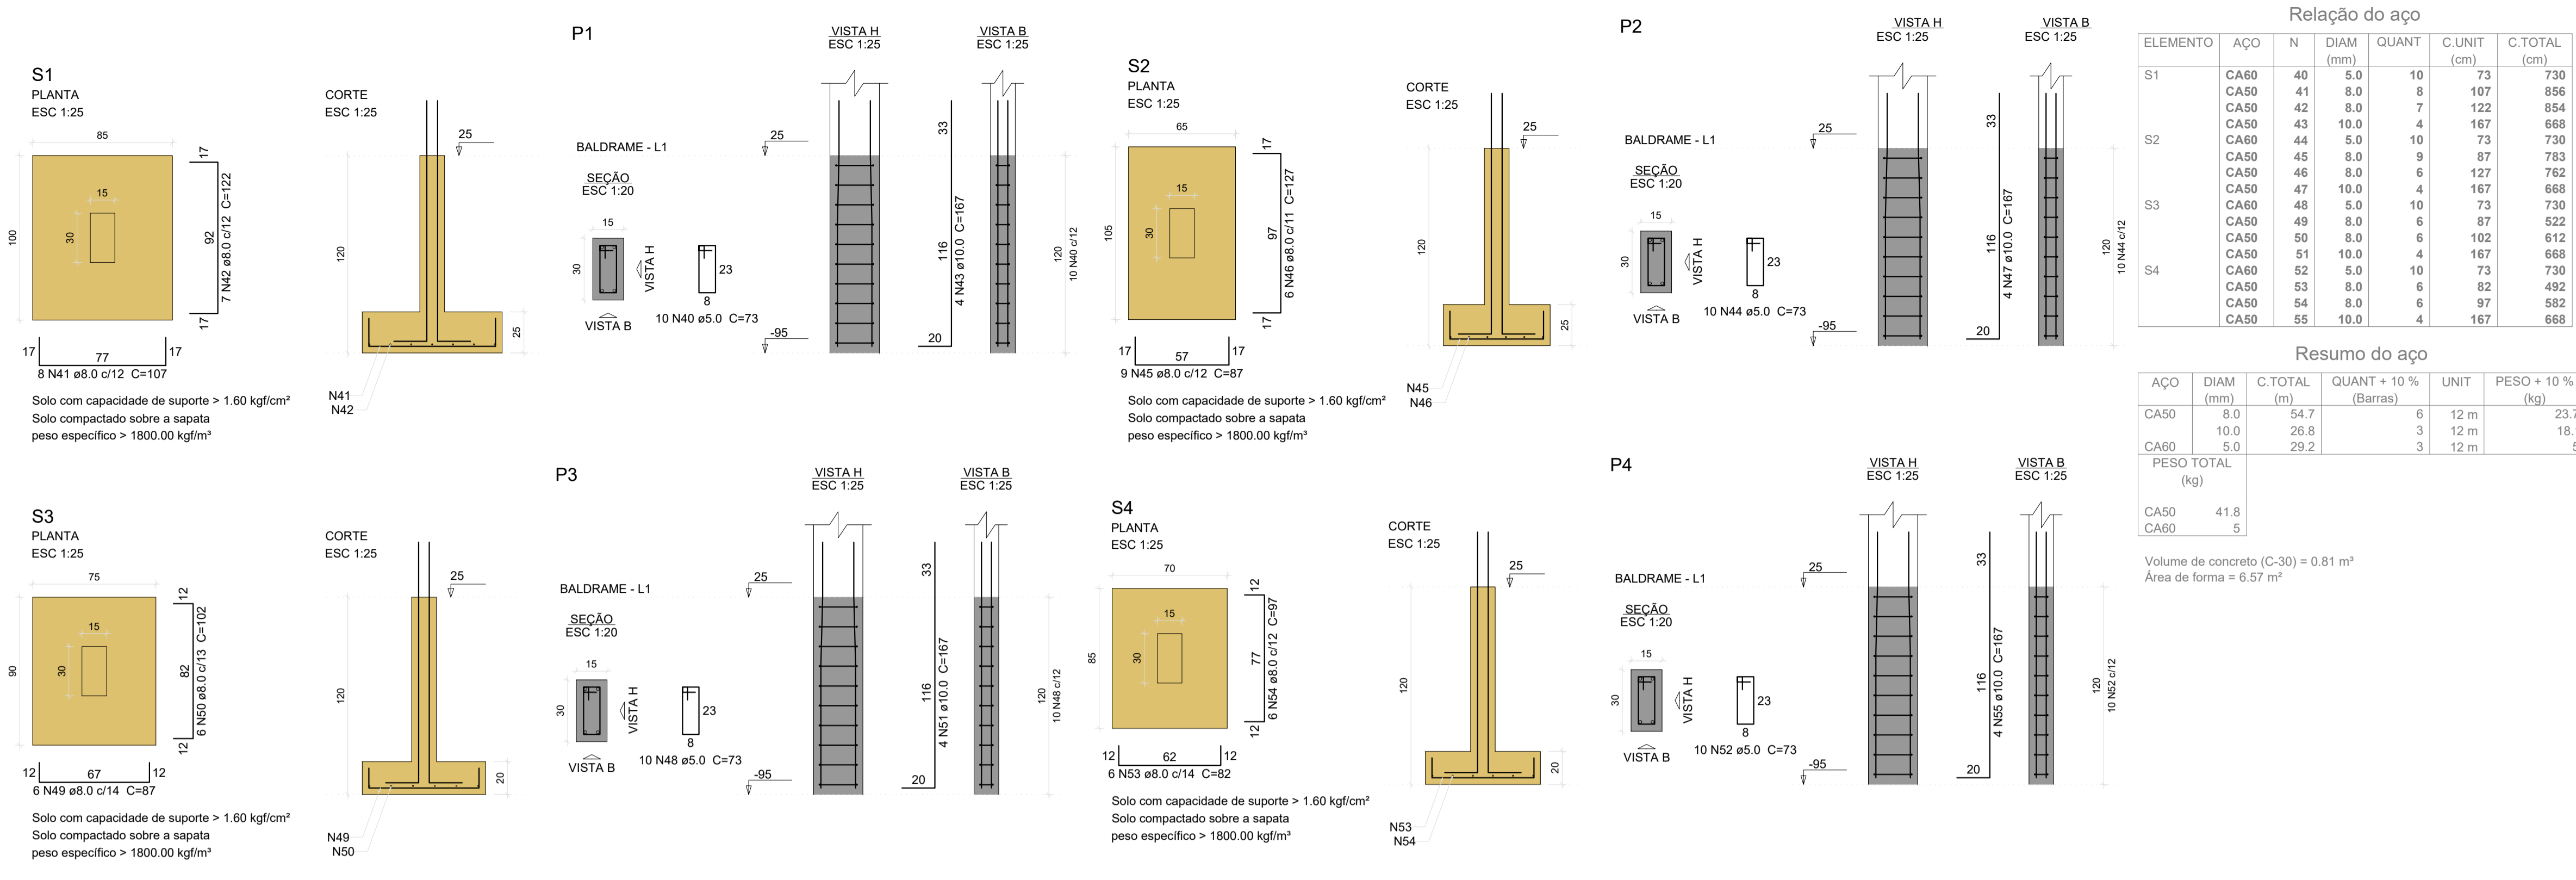 S1
PLANTA
ESC 1:25
85
100
15
30
17
92
17
7 N42 ø8.0 c/12 C=122
17
77
17
8 N41 ø8.0 c/12 C=107
Solo com capacidade de suporte > 1.60 kgf/cm²
Solo compactado sobre a sapata
peso específico > 1800.00 kgf/m³
CORTE
ESC 1:25
25
120
25
N41
N42
P1
BALDRAME - L1
SEÇÃO
ESC 1:20
15
30
VISTA H
VISTA B
23
8
10 N40 ø5.0 C=73
VISTA H
ESC 1:25
25
-95
33
116
4 N43 ø10.0 C=167
20
VISTA B
ESC 1:25
120
10 N40 c/12
S2
PLANTA
ESC 1:25
65
105
15
30
17
97
17
6 N46 ø8.0 c/11 C=127
17
57
17
9 N45 ø8.0 c/12 C=87
Solo com capacidade de suporte > 1.60 kgf/cm²
Solo compactado sobre a sapata
peso específico > 1800.00 kgf/m³
CORTE
ESC 1:25
25
120
25
N45
N46
P2
BALDRAME - L1
SEÇÃO
ESC 1:20
15
30
VISTA H
VISTA B
23
8
10 N44 ø5.0 C=73
VISTA H
ESC 1:25
25
-95
33
116
4 N47 ø10.0 C=167
20
VISTA B
ESC 1:25
120
10 N44 c/12
S3
PLANTA
ESC 1:25
75
90
15
30
12
82
12
6 N50 ø8.0 c/13 C=102
12
67
12
6 N49 ø8.0 c/14 C=87
Solo com capacidade de suporte > 1.60 kgf/cm²
Solo compactado sobre a sapata
peso específico > 1800.00 kgf/m³
CORTE
ESC 1:25
25
120
20
N49
N50
P3
BALDRAME - L1
SEÇÃO
ESC 1:20
15
30
VISTA H
VISTA B
23
8
10 N48 ø5.0 C=73
VISTA H
ESC 1:25
25
-95
33
116
4 N51 ø10.0 C=167
20
VISTA B
ESC 1:25
120
10 N48 c/12
S4
PLANTA
ESC 1:25
70
85
15
30
12
77
12
6 N54 ø8.0 c/12 C=97
12
62
12
6 N53 ø8.0 c/14 C=82
Solo com capacidade de suporte > 1.60 kgf/cm²
Solo compactado sobre a sapata
peso específico > 1800.00 kgf/m³
CORTE
ESC 1:25
25
120
20
N53
N54
P4
BALDRAME - L1
SEÇÃO
ESC 1:20
15
30
VISTA H
VISTA B
23
8
10 N52 ø5.0 C=73
VISTA H
ESC 1:25
25
-95
33
116
4 N55 ø10.0 C=167
20
VISTA B
ESC 1:25
120
10 N52 c/12
Relação do aço
ELEMENTO AÇO N DIAM QUANT C.UNIT C.TOTAL
(mm) (cm) (cm)
S1 CA60 40 5.0 10 73 730
CA50 41 8.0 8 107 856
CA50 42 8.0 7 122 854
CA50 43 10.0 4 167 668
S2 CA60 44 5.0 10 73 730
CA50 45 8.0 9 87 783
CA50 46 8.0 6 127 762
CA50 47 10.0 4 167 668
S3 CA60 48 5.0 10 73 730
CA50 49 8.0 6 87 522
CA50 50 8.0 6 102 612
CA50 51 10.0 4 167 668
S4 CA60 52 5.0 10 73 730
CA50 53 8.0 6 82 492
CA50 54 8.0 6 97 582
CA50 55 10.0 4 167 668
Resumo do aço
AÇO DIAM C.TOTAL QUANT + 10 % UNIT PESO + 10 %
(mm) (m) (Barras) (kg)
CA50 8.0 54.7 6 12 m 23.7
10.0 26.8 3 12 m 18.
CA60 5.0 29.2 3 12 m
PESO TOTAL
(kg)
CA50 41.8
CA60 5
Volume de concreto (C-30) = 0.81 m³
Área de forma = 6.57 m²